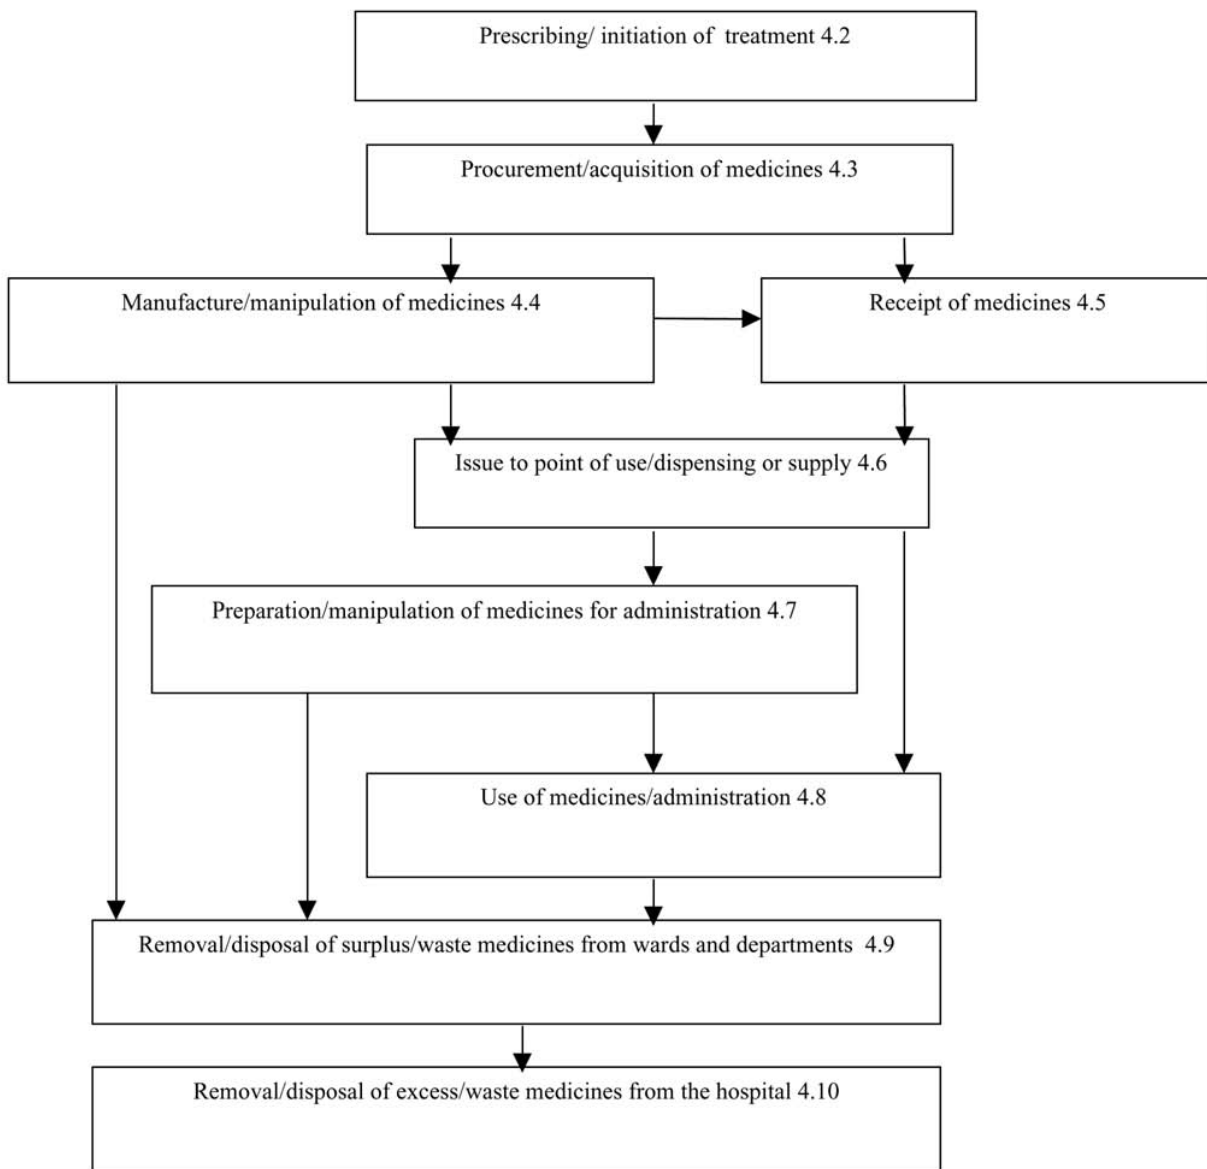 Prescribing/ initiation of  treatment 4.2
Procurement/acquisition of medicines 4.3
Manufacture/manipulation of medicines 4.4
Receipt of medicines 4.5
Issue to point of use/dispensing or supply 4.6
Preparation/manipulation of medicines for administration 4.7
Use of medicines/administration 4.8
Removal/disposal of surplus/waste medicines from wards and departments  4.9
Removal/disposal of excess/waste medicines from the hospital 4.10